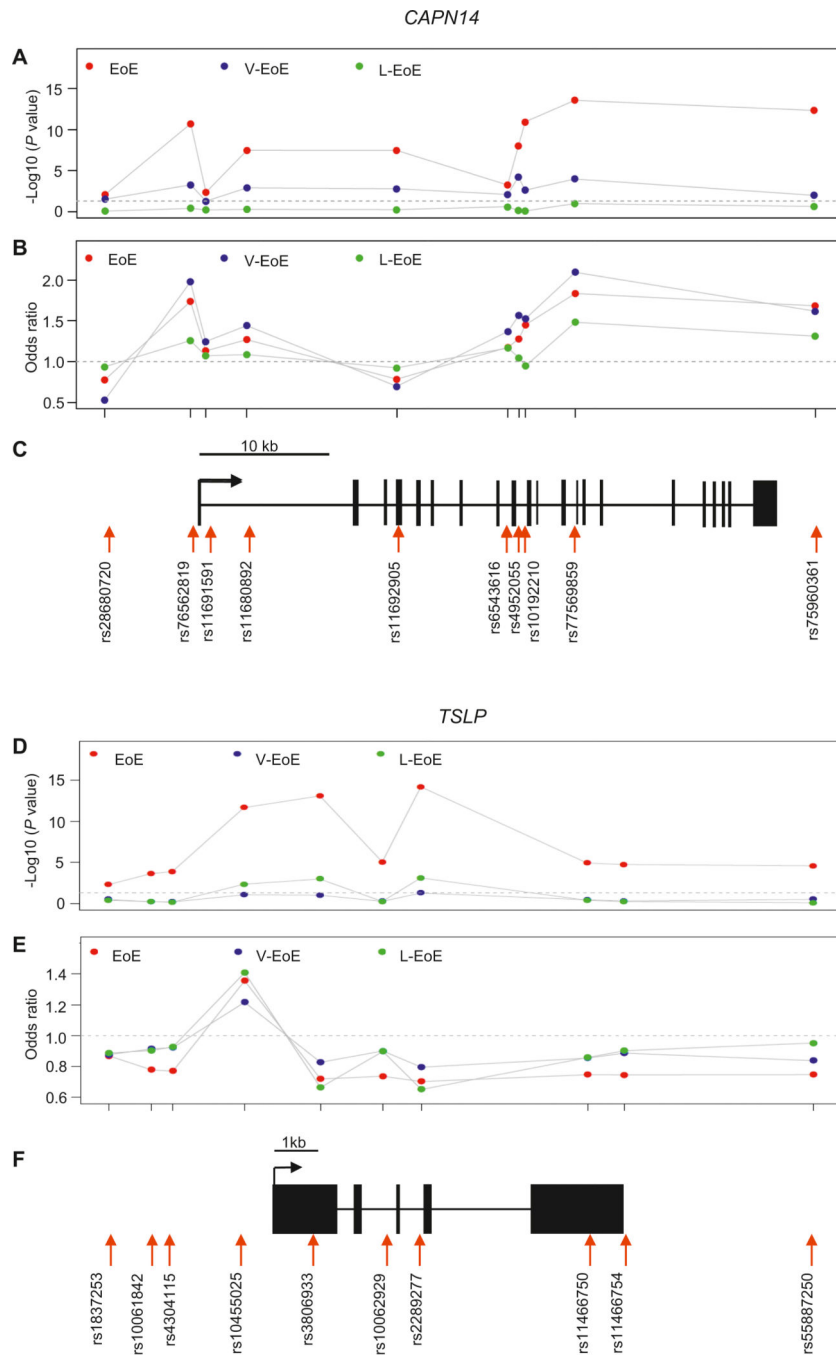 CAPN14
A
EoE V-EoE L-EoE
-Log10 (P value)
15
10
5
0
B
EoE V-EoE L-EoE
Odds ratio
2.0
1.5
1.0
0.5
C
10 kb
rs28680720
rs76562819
rs11691591
rs11680892
rs11692905
rs6543616
rs4952055
rs10192210
rs77569859
rs75960361
TSLP
D
EoE V-EoE L-EoE
-Log10 (P value)
15
10
5
0
E
EoE V-EoE L-EoE
Odds ratio
1.4
1.2
1.0
0.8
0.6
F
1kb
rs1837253
rs10061842
rs4304115
rs10455025
rs3806933
rs10062929
rs2289277
rs11466750
rs11466754
rs55887250